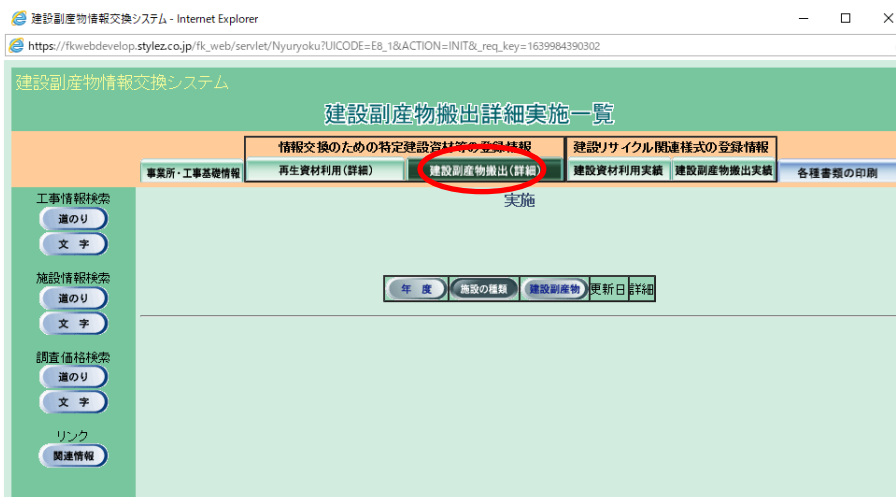 建設副産物情報交換システム - Internet Explorer
https://fkwebdevelop.stylez.co.jp/fk_web/servlet/Nyuryoku?UICODE=E8_1&ACTION=INIT&_req_key=1639984390302
建設副産物情報交換システム
建設副産物搬出詳細実施一覧
情報交換のための特定建設資材等の登録情報 建設リサイクル関連様式の登録情報
事業所・工事基礎情報 再生資材利用(詳細) 建設副産物搬出(詳細) 建設資材利用実績 建設副産物搬出実績 各種書類の印刷
工事情報検索
道のり
文 字
施設情報検索
道のり
文 字
調査価格検索
道のり
文 字
リンク
関連情報
実施
年 度 施設の種類 建設副産物 更新日 詳細